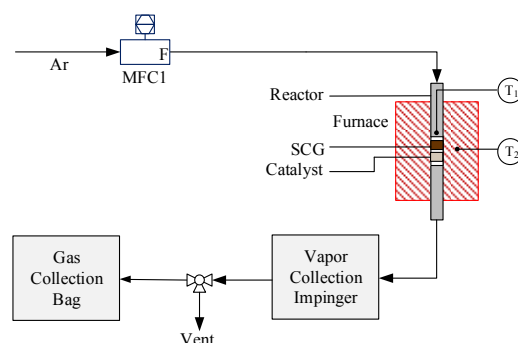 F
Ar
MFC1
Reactor
T1
Furnace
SCG
T2
Catalyst
Gas
Collection
Bag
Vapor
Collection
Impinger
Vent